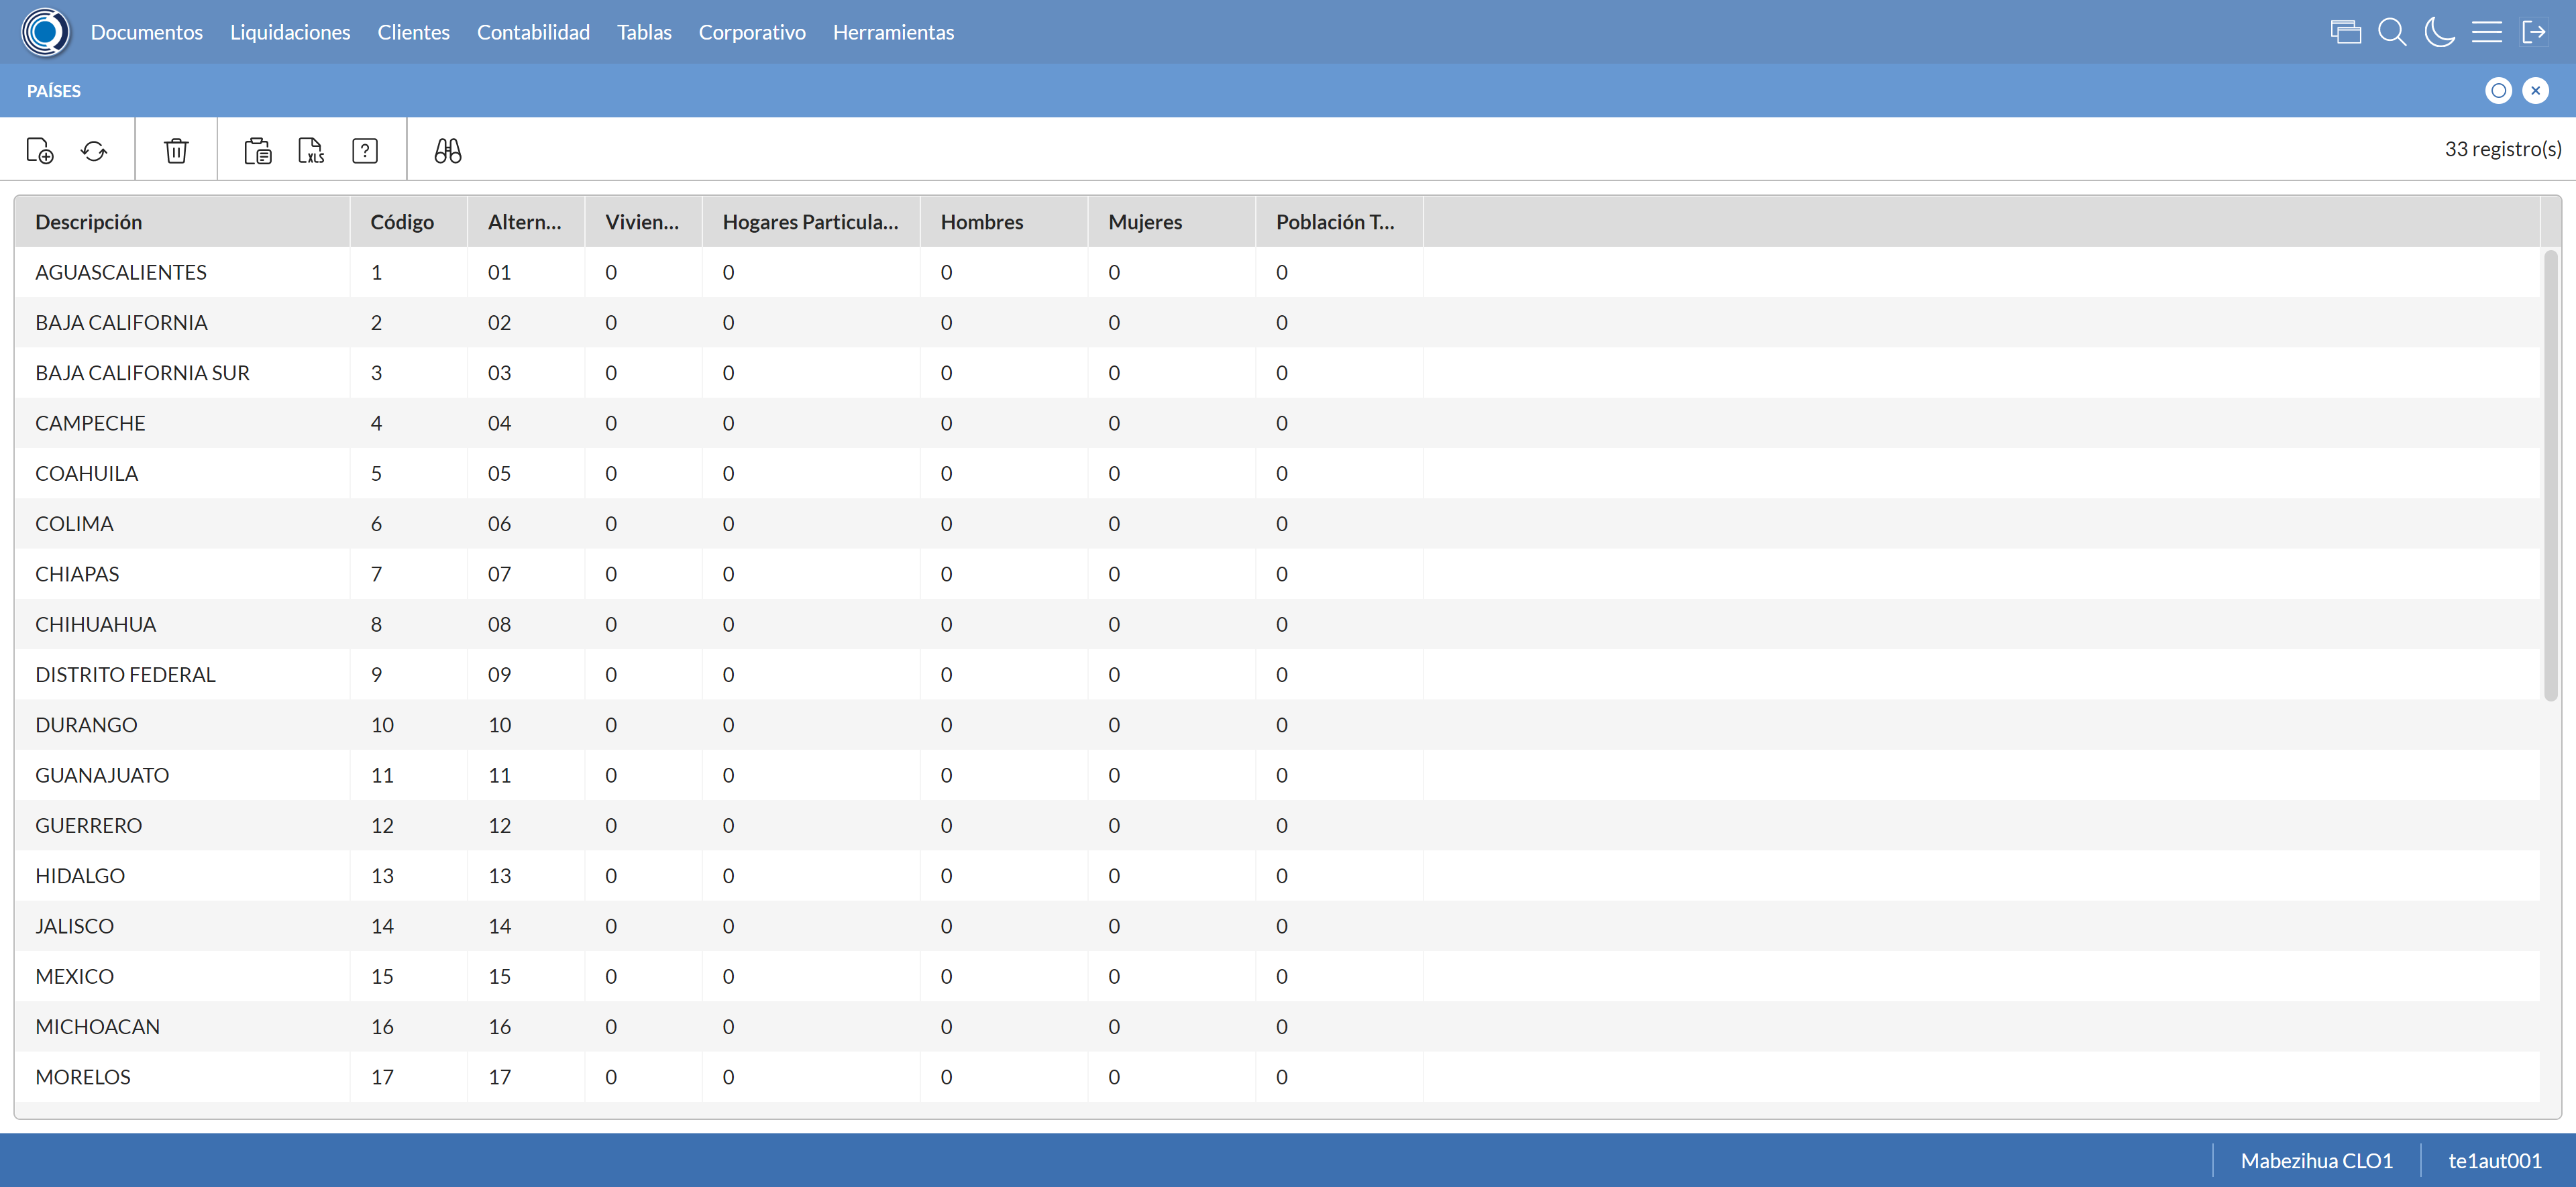 Documentos Liquidaciones Clientes Contabilidad Tablas Corporativo Herramientas
PAÍSES
XLS ? 33 registro(s)
Descripción Código Altern... Vivien... Hogares Particula... Hombres Mujeres Población T...
AGUASCALIENTES 1 01 0 0 0 0 0
BAJA CALIFORNIA 2 02 0 0 0 0 0
BAJA CALIFORNIA SUR 3 03 0 0 0 0 0
CAMPECHE 4 04 0 0 0 0 0
COAHUILA 5 05 0 0 0 0 0
COLIMA 6 06 0 0 0 0 0
CHIAPAS 7 07 0 0 0 0 0
CHIHUAHUA 8 08 0 0 0 0 0
DISTRITO FEDERAL 9 09 0 0 0 0 0
DURANGO 10 10 0 0 0 0 0
GUANAJUATO 11 11 0 0 0 0 0
GUERRERO 12 12 0 0 0 0 0
HIDALGO 13 13 0 0 0 0 0
JALISCO 14 14 0 0 0 0 0
MEXICO 15 15 0 0 0 0 0
MICHOACAN 16 16 0 0 0 0 0
MORELOS 17 17 0 0 0 0 0
Mabezihua CLO1 te1aut001